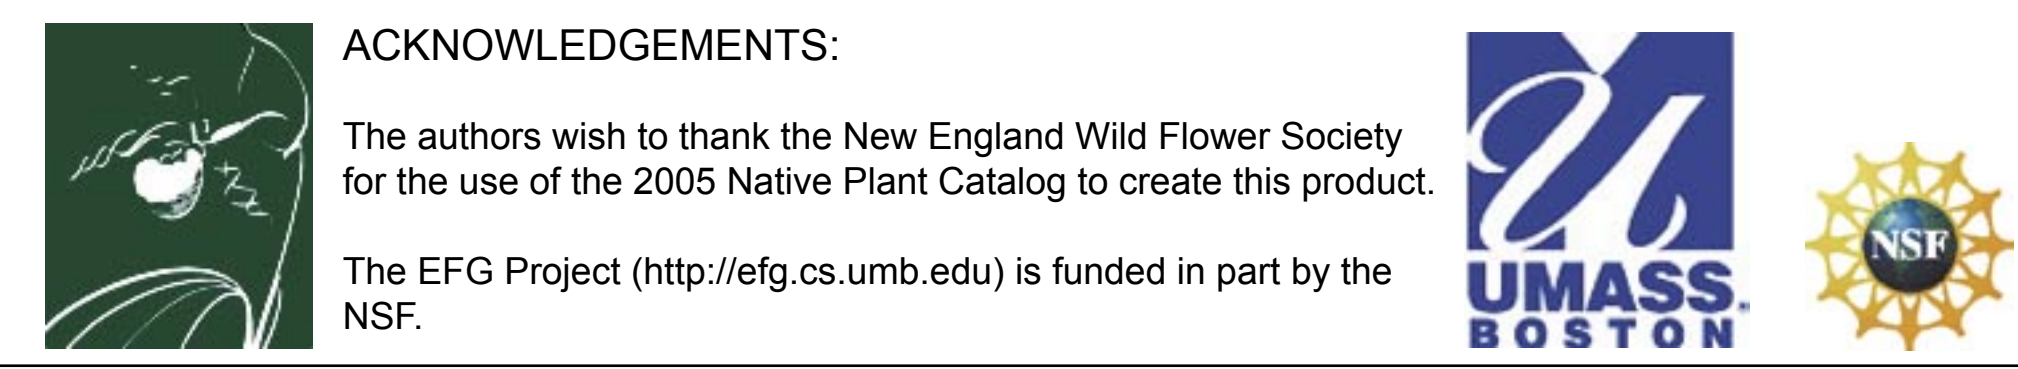 ACKNOWLEDGEMENTS:
The authors wish to thank the New England Wild Flower Society
for the use of the 2005 Native Plant Catalog to create this product.
The EFG Project (http://efg.cs.umb.edu) is funded in part by the
NSF.
UMASS
BOSTON
NSF